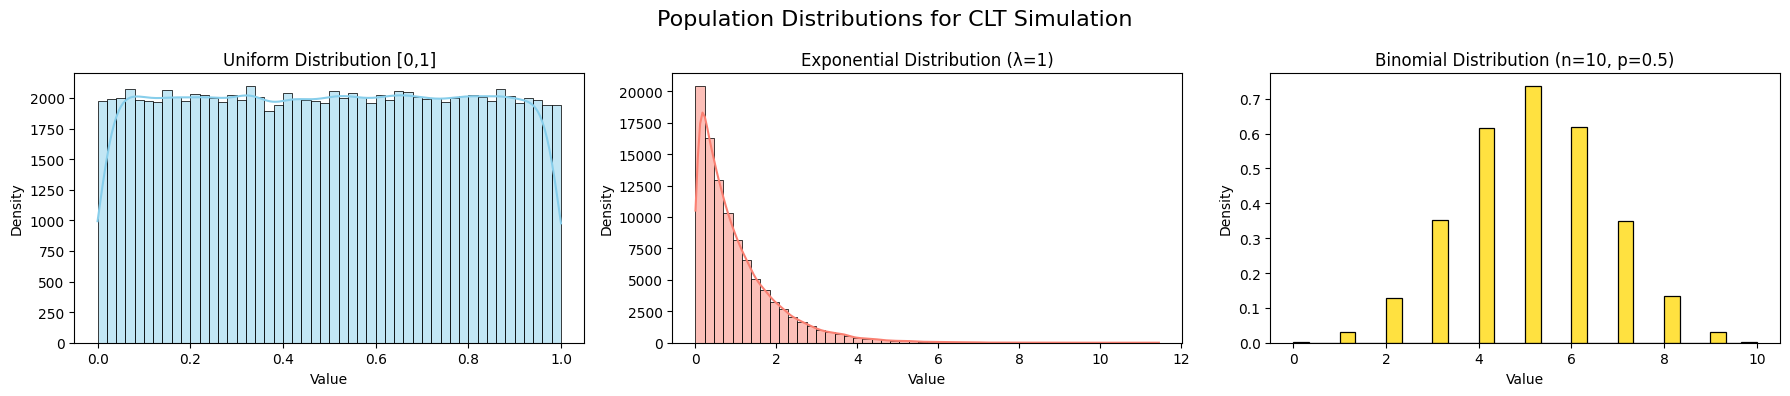 Population Distributions for CLT Simulation
Uniform Distribution [0,1]
Density
2000
1750
1500
1250
1000
750
500
250
0
0.0 0.2 0.4 0.6 0.8 1.0
Value
Exponential Distribution (λ=1)
Density
20000
17500
15000
12500
10000
7500
5000
2500
0
0 2 4 6 8 10 12
Value
Binomial Distribution (n=10, p=0.5)
Density
0.7
0.6
0.5
0.4
0.3
0.2
0.1
0.0
0 2 4 6 8 10
Value